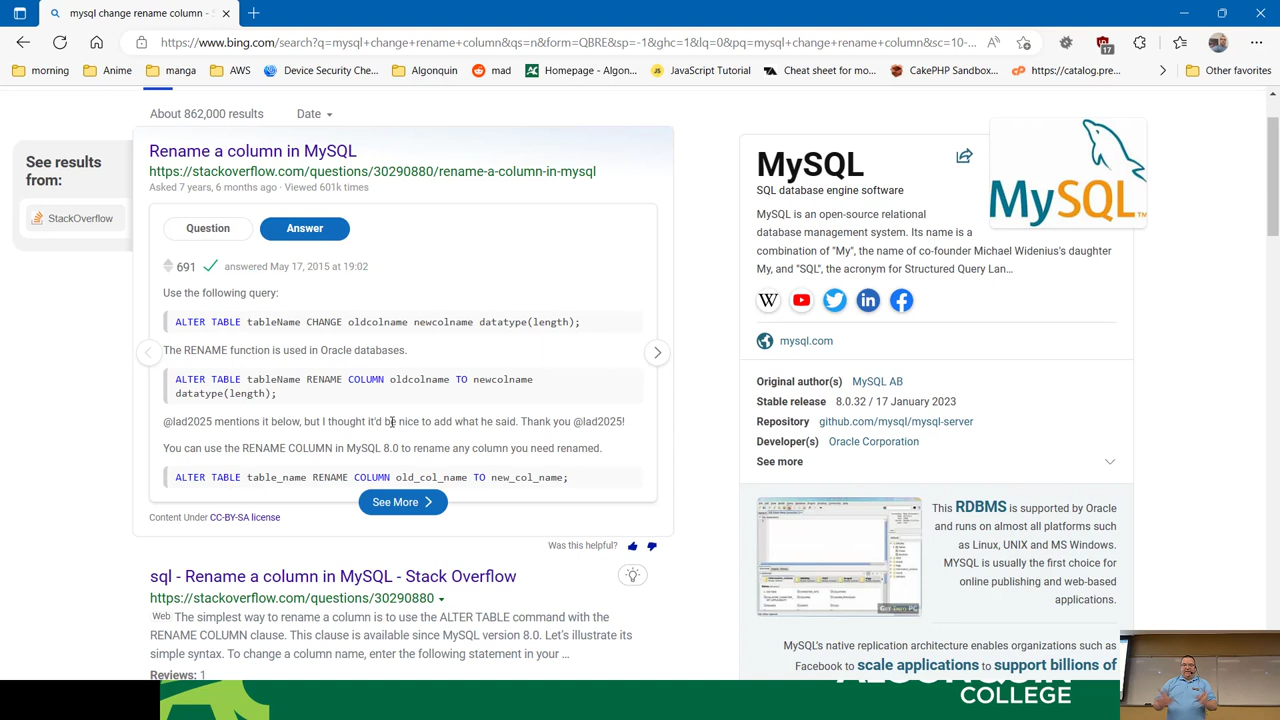 mysql change rename column -
https://www.bing.com/search?q=mysql+change+rename+column&qs=n&form=QBRE&sp=-1&ghc=1&lq=0&pq=mysql+change+rename+column&sc=10-...
17
morning
Anime
manga
AWS
Device Security Chec...
Algonquin
mad
Homepage - Algon...
JavaScript Tutorial
Cheat sheet for mo...
CakePHP Sandbox...
https://catalog.pre...
Other favorites
About 862,000 results
Date
See results
from:
StackOverflow
Rename a column in MySQL
https://stackoverflow.com/questions/30290880/rename-a-column-in-mysql
Asked 7 years, 6 months ago · Viewed 601k times
Question
Answer
691
answered May 17, 2015 at 19:02
Use the following query:
ALTER TABLE tableName CHANGE oldcolname newcolname datatype(length);
The RENAME function is used in Oracle databases.
ALTER TABLE tableName RENAME COLUMN oldcolname TO newcolname
datatype(length);
@lad2025 mentions it below, but I thought it'd be nice to add what he said. Thank you @lad2025!
You can use the RENAME COLUMN in MySQL 8.0 to rename any column you need renamed.
ALTER TABLE table_name RENAME COLUMN old_col_name TO new_col_name;
See More
Content Under CC-BY-SA license
Was this helpful?
sql - Rename a column in MySQL - Stack Overflow
https://stackoverflow.com/questions/30290880
Web The simplest way to rename a column is to use the ALTER TABLE command with the
RENAME COLUMN clause. This clause is available since MySQL version 8.0. Let's illustrate its
simple syntax. To change a column name, enter the following statement in your ...
Reviews: 1
MySQL
SQL database engine software
MySQL is an open-source relational
database management system. Its name is a
combination of "My", the name of co-founder Michael Widenius's daughter
My, and "SQL", the acronym for Structured Query Lan...
MySQL™
W
mysql.com
Original author(s) MySQL AB
Stable release 8.0.32 / 17 January 2023
Repository github.com/mysql/mysql-server
Developer(s) Oracle Corporation
See more
This RDBMS is supported by Oracle
and runs on almost all platforms such
as Linux, UNIX and MS Windows.
MYSQL is usually the first choice for
online publishing and web-based
applications.
MySQL's native replication architecture enables organizations such as
Facebook to scale applications to support billions of
ALGONQUIN
COLLEGE